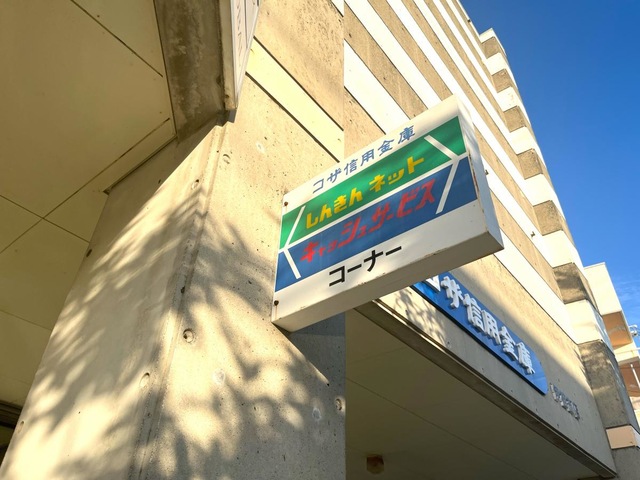 コザ信用金庫
しんきんネット
キャッシュサービス
コーナー
ザ信用金庫